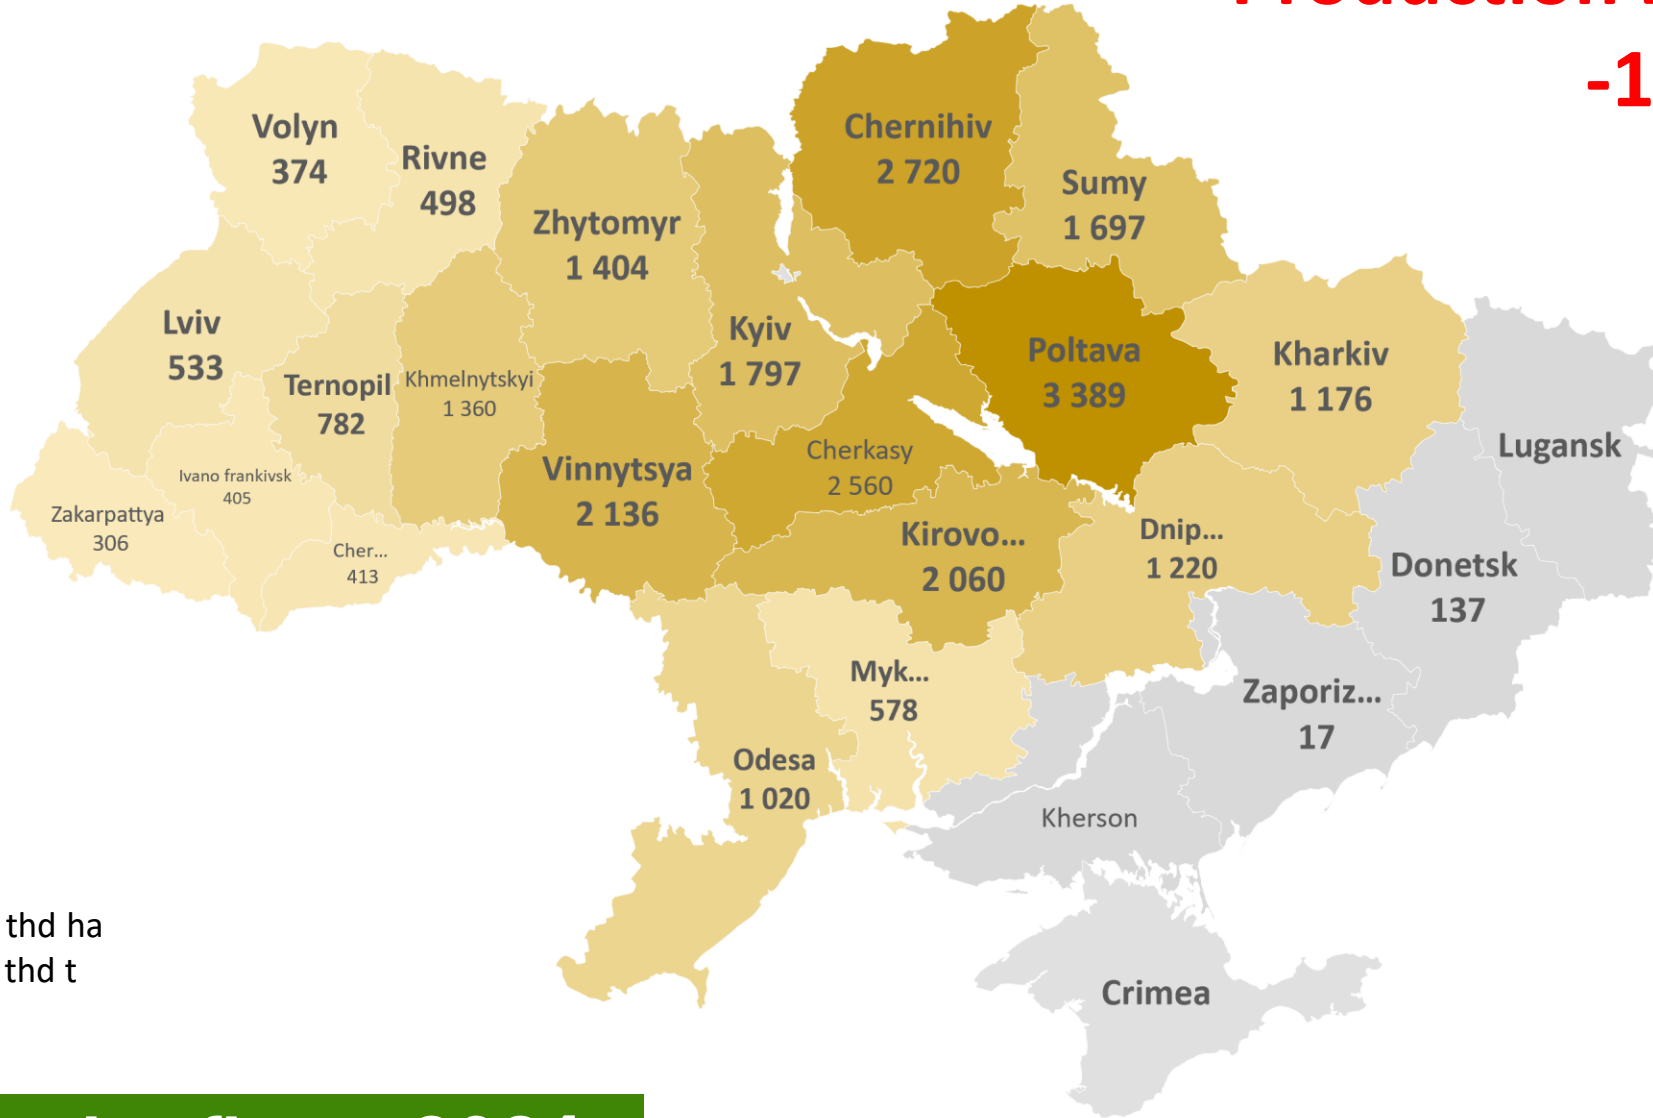 Production
-1
Volyn
374
Rivne
498
Zhytomyr
1 404
Chernihiv
2 720
Sumy
1 697
Lviv
533
Ternopil
782
Khmelnytskyi
1 360
Kyiv
1 797
Poltava
3 389
Kharkiv
1 176
Lugansk
Zakarpattya
306
Ivano frankivsk
405
Cher...
413
Vinnytsya
2 136
Cherkasy
2 560
Kirovo...
2 060
Dnip...
1 220
Donetsk
137
Myk...
578
Zaporiz...
17
Odesa
1 020
Kherson
Crimea
thd ha
thd t